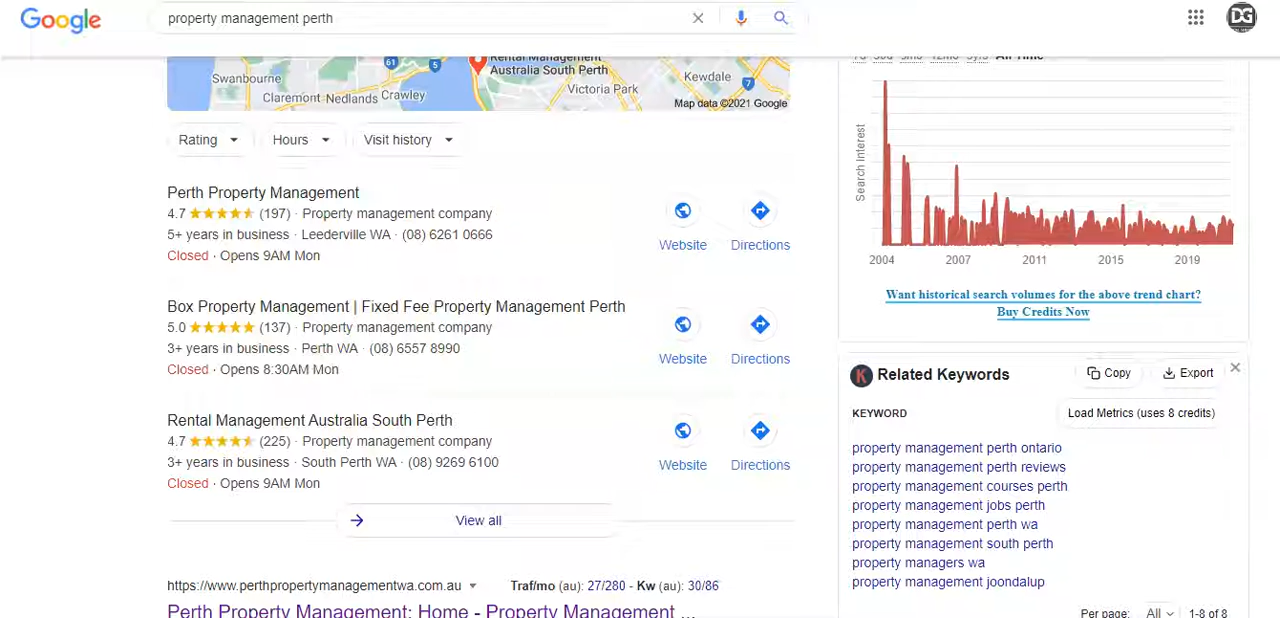 Google
property management perth
DG
61
5
Rental Management
Australia South Perth
Swanbourne
Kewdale
7
Claremont
Nedlands
Crawley
Victoria Park
Map data ©2021 Google
Rating
Hours
Visit history
Perth Property Management
4.7 (197) · Property management company
5+ years in business · Leederville WA · (08) 6261 0666
Closed · Opens 9AM Mon
Website
Directions
Box Property Management | Fixed Fee Property Management Perth
5.0 (137) · Property management company
3+ years in business · Perth WA · (08) 6557 8990
Closed · Opens 8:30AM Mon
Website
Directions
Rental Management Australia South Perth
4.7 (225) · Property management company
3+ years in business · South Perth WA · (08) 9269 6100
Closed · Opens 9AM Mon
Website
Directions
View all
https://www.perthpropertymanagementwa.com.au
Traf/mo (au): 27/280 - Kw (au): 30/86
Perth Property Management: Home - Property Management ...
All Time
Search Interest
2004 2007 2011 2015 2019
Want historical search volumes for the above trend chart?
Buy Credits Now
K
Related Keywords
Copy
Export
KEYWORD
Load Metrics (uses 8 credits)
property management perth ontario
property management perth reviews
property management courses perth
property management jobs perth
property management perth wa
property management south perth
property managers wa
property management joondalup
Per page: All 1-8 of 8